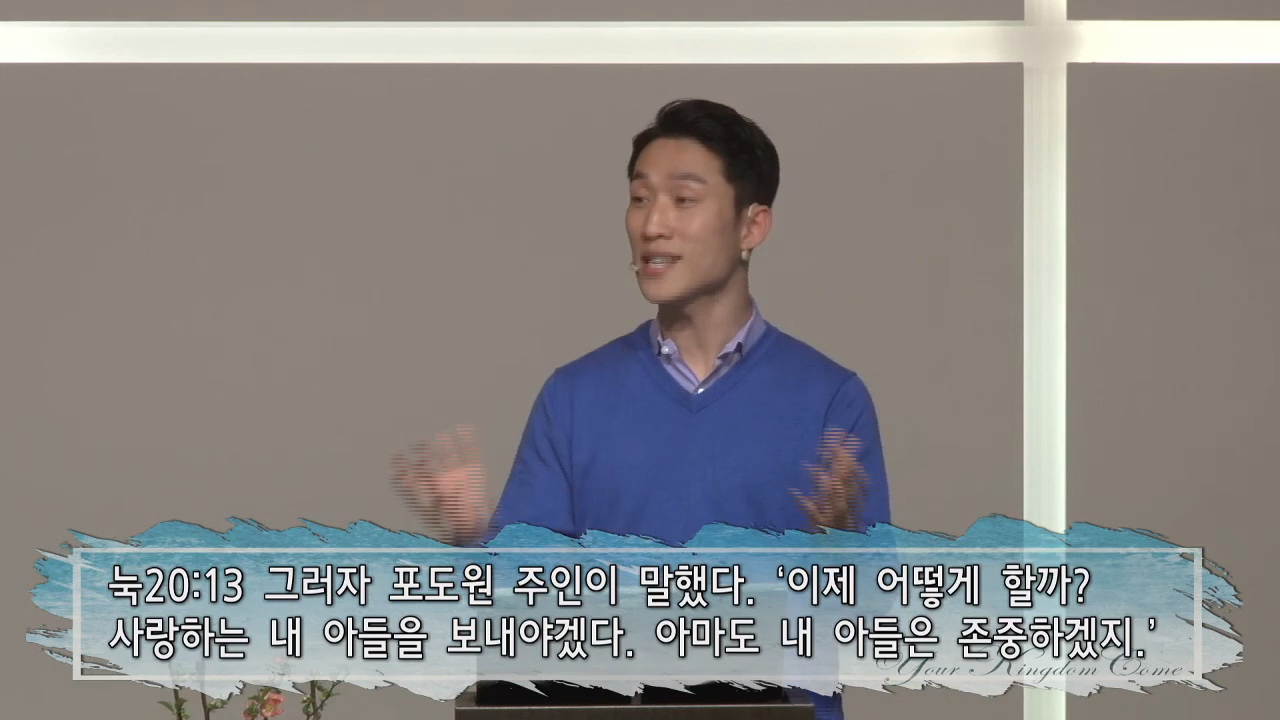 눅20:13 그러자 포도원 주인이 말했다. ‘이제 어떻게 할까?
사랑하는 내 아들을 보내야겠다. 아마도 내 아들은 존중하겠지.’
Your Kingdom Come